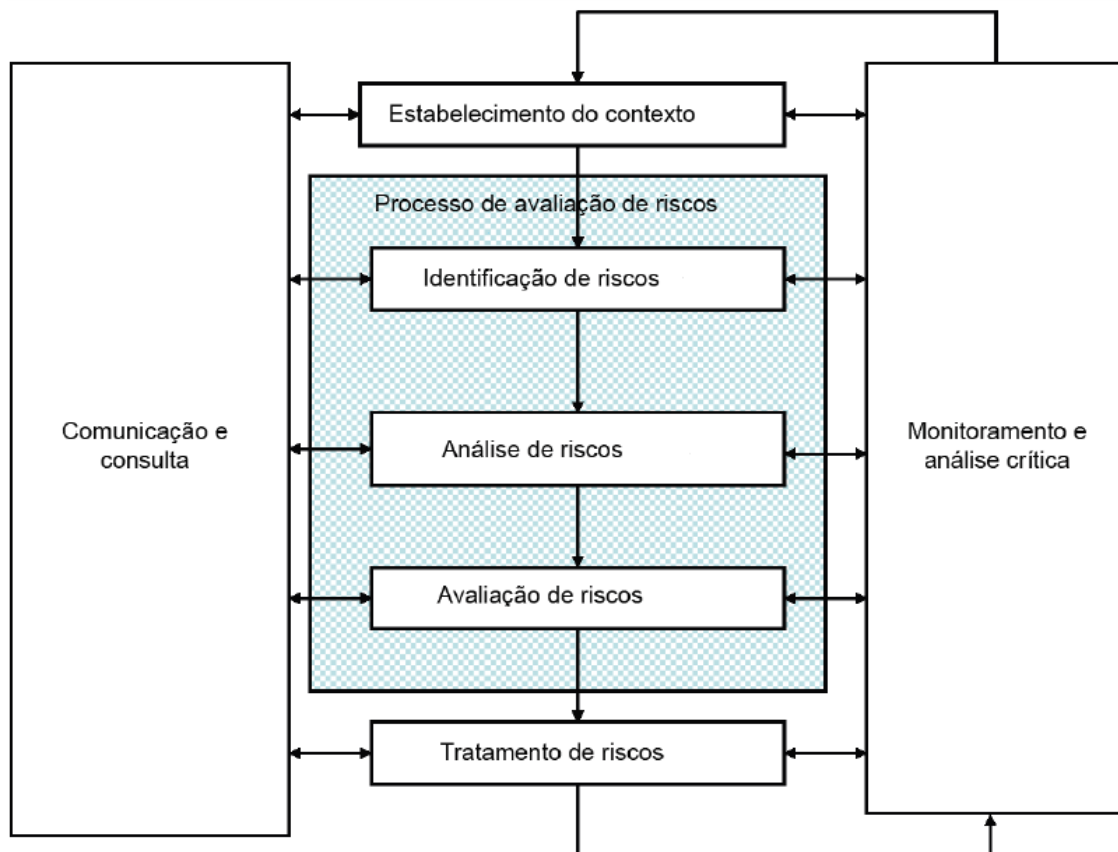 Estabelecimento do contexto
Processo de avaliação de riscos
Identificação de riscos
Comunicação e
consulta
Análise de riscos
Monitoramento e
análise crítica
Avaliação de riscos
Tratamento de riscos